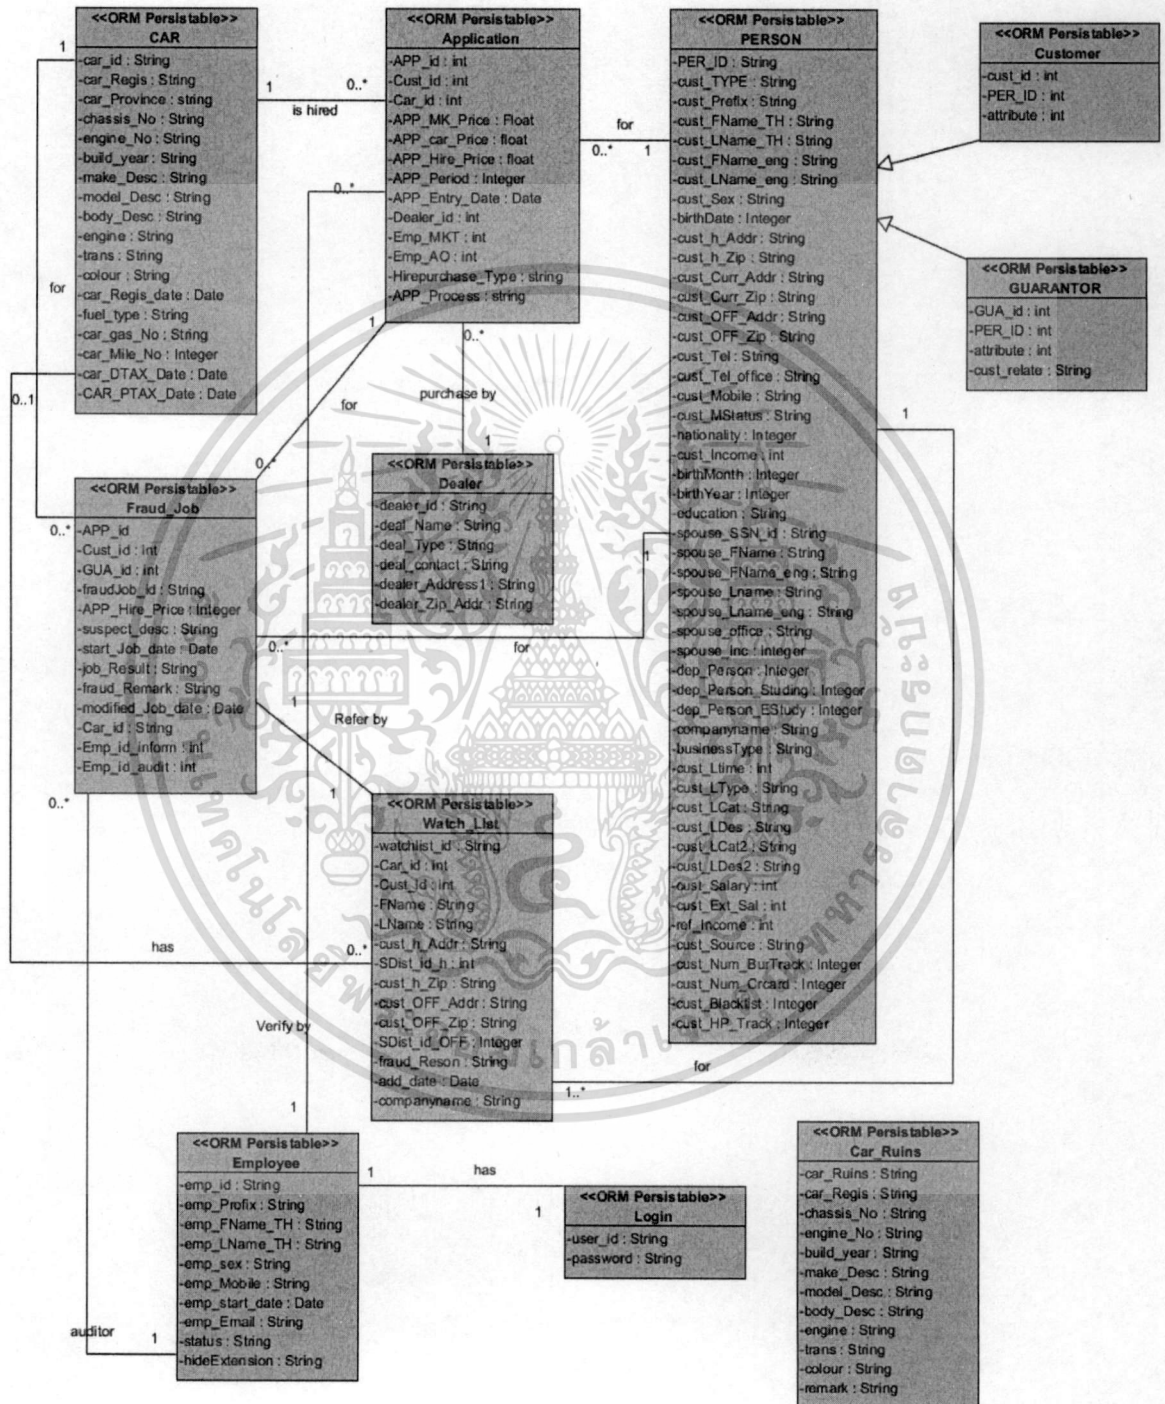 <<ORM Persistable>>
CAR
-car_id : String
-car_Regis : String
-car_Province : string
-chassis_No : String
-engine_No : String
-build_year : String
-make_Desc : String
-model_Desc : String
-body_Desc : String
-engine : String
-trans : String
-colour : String
-car_Regis_date : Date
-fuel_type : String
-car_gas_No : String
-car_Mile_No : Integer
-car_DTAX_Date : Date
-CAR_PTAX_Date : Date
1
for
0..1
1
0..*
is hired
<<ORM Persistable>>
Application
-APP_id : int
-Cust_id : int
-Car_id : int
-APP_MK_Price : Float
-APP_car_Price : float
-APP_Hire_Price : float
-APP_Period : Integer
-APP_Entry_Date : Date
-Dealer_id : int
-Emp_MKT : int
-Emp_AO : int
-Hirepurchase_Type : string
-APP_Process : string
0..*
1
0..*
for
0..*
1
<<ORM Persistable>>
PERSON
-PER_ID : String
-cust_TYPE : String
-cust_Prefix : String
-cust_FName_TH : String
-cust_LName_TH : String
-cust_FName_eng : String
-cust_LName_eng : String
-cust_Sex : String
-birthDate : Integer
-cust_h_Addr : String
-cust_h_Zip : String
-cust_Curr_Addr : String
-cust_Curr_Zip : String
-cust_OFF_Addr : String
-cust_OFF_Zip : String
-cust_Tel : String
-cust_Tel_office : String
-cust_Mobile : String
-cust_MStatus : String
-nationality : Integer
-cust_Income : int
-birthMonth : Integer
-birthYear : Integer
-education : String
-spouse_SSN_id : String
-spouse_FName : String
-spouse_FName_eng : String
-spouse_Lname : String
-spouse_Lname_eng : String
-spouse_office : String
-spouse_inc : Integer
-dep_Person : Integer
-dep_Person_Studing : Integer
-dep_Person_EStudy : Integer
-companyname : String
-businessType : String
-cust_Ltime : int
-cust_LType : String
-cust_LCat : String
-cust_LDes : String
-cust_LCat2 : String
-cust_LDes2 : String
-cust_Salary : int
-cust_Ext_Sal : int
-ref_Income : int
-cust_Source : String
-cust_Num_BurTrack : Integer
-cust_Num_Crcard : Integer
-cust_Blacklist : Integer
-cust_HP_Track : Integer
<<ORM Persistable>>
Customer
-cust_id : int
-PER_ID : int
-attribute : int
<<ORM Persistable>>
GUARANTOR
-GUA_id : int
-PER_ID : int
-attribute : int
-cust_relate : String
1
for
0..*
purchase by
1
<<ORM Persistable>>
Dealer
-dealer_id : String
-deal_Name : String
-deal_Type : String
-deal_contact : String
-dealer_Address1 : String
-dealer_Zip_Addr : String
<<ORM Persistable>>
Fraud_Job
-APP_id
-Cust_id : int
-GUA_id : int
-fraudJob_id : String
-APP_Hire_Price : Integer
-suspect_desc : String
-start_Job_date : Date
-job_Result : String
-fraud_Remark : String
-modified_Job_date : Date
-Car_id : String
-Emp_id_inform : int
-Emp_id_audit : int
0..*
0..*
for
1
1
Refer by
1
0..*
<<ORM Persistable>>
Watch_List
-watchlist_id : String
-Car_id : int
-Cust_id : int
-FName : String
-LName : String
-cust_h_Addr : String
-SDist_id_h : int
-cust_h_Zip : String
-cust_OFF_Addr : String
-cust_OFF_Zip : String
-SDist_id_OFF : Integer
-fraud_Reson : String
-add_date : Date
-companyname : String
has
0..*
Verify by
1
for
1..*
<<ORM Persistable>>
Employee
-emp_id : String
-emp_Profix : String
-emp_FName_TH : String
-emp_LName_TH : String
-emp_sex : String
-emp_Mobile : String
-emp_start_date : Date
-emp_Email : String
-status : String
-hideExtension : String
auditor
1
1
has
1
<<ORM Persistable>>
Login
-user_id : String
-password : String
<<ORM Persistable>>
Car_Ruins
-car_Ruins : String
-car_Regis : String
-chassis_No : String
-engine_No : String
-build_year : String
-make_Desc : String
-model_Desc : String
-body_Desc : String
-engine : String
-trans : String
-colour : String
-remark : String